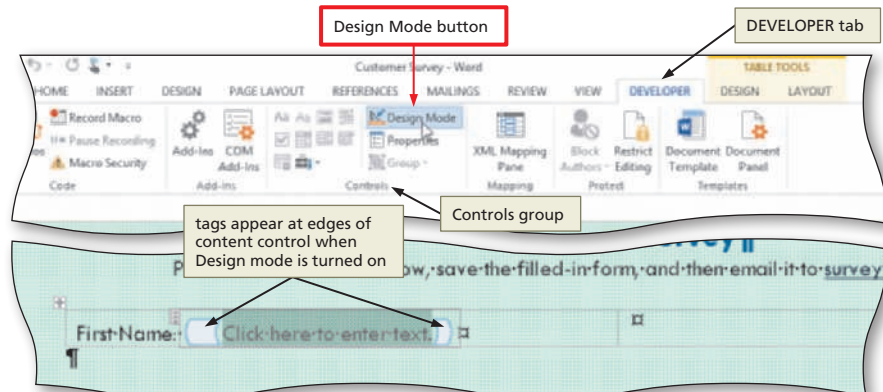 Design Mode button
DEVELOPER tab
Customer Survey - Word
TABLE TOOLS
HOME INSERT DESIGN PAGE LAYOUT REFERENCES MAILINGS REVIEW VIEW DEVELOPER DESIGN LAYOUT
Record Macro
Pause Recording
Macro Security
Code
Add-Ins
COM Add-Ins
Add-Ins
Aa Aa
Design Mode
Properties
Group
Controls
XML Mapping Pane
Mapping
Block Authors
Restrict Editing
Protect
Document Template
Document Panel
Templates
Controls group
tags appear at edges of
content control when
Design mode is turned on
¶
save·the·filled-in·form,·and·then·email·it·to·survey
First·Name:· Click·here·to·enter·text. ¤ ¤
¶